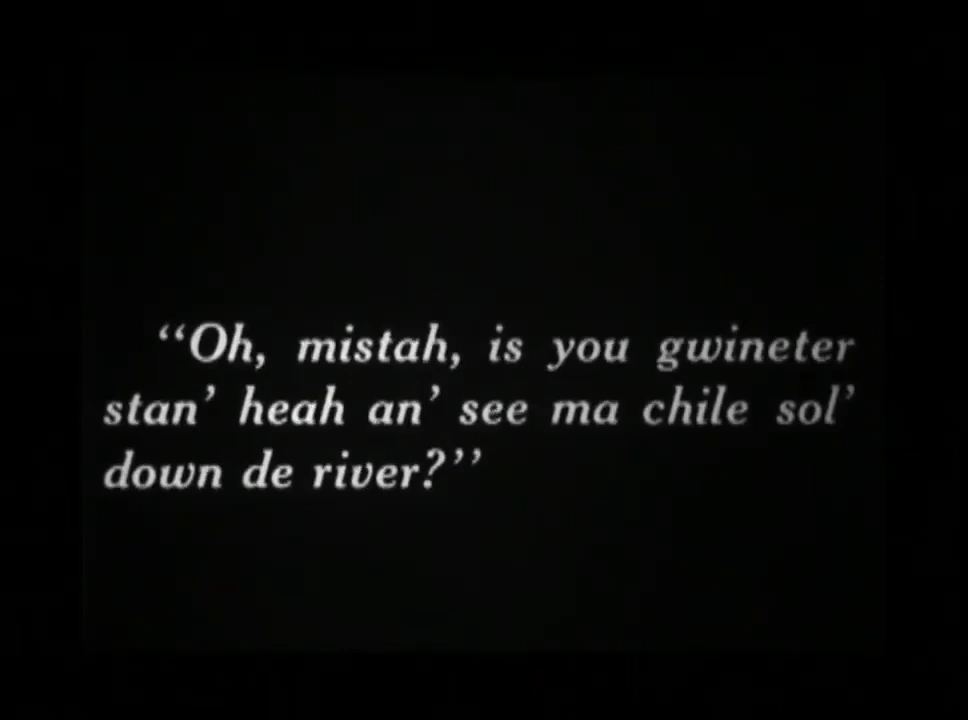 “Oh, mistah, is you gwineter
stan’ heah an’ see ma chile sol’
down de river?’’